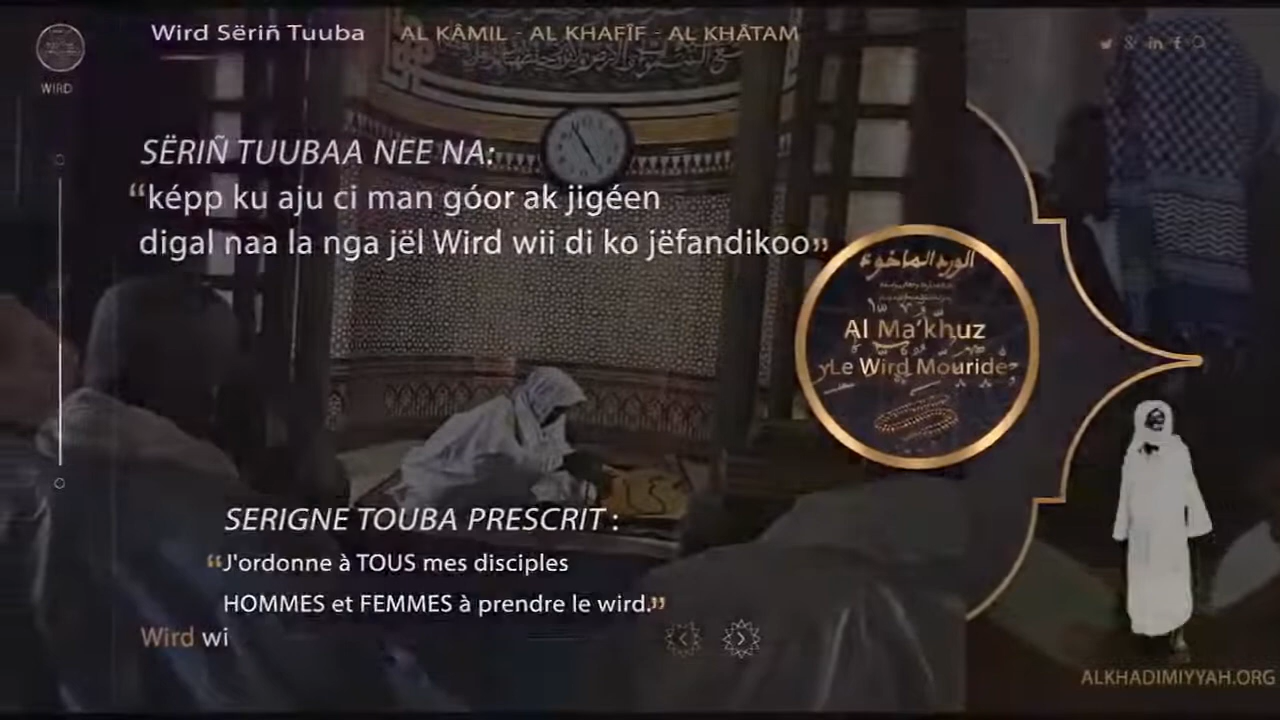 Wird Sëriñ Tuuba
AL KÂMIL - AL KHAFÎF - AL KHÂTAM
WIRD
SËRIÑ TUUBAA NEE NA:
“képp ku aju ci man góor ak jigéen
digal naa la nga jël Wird wii di ko jëfandikoo”
الورد الماخوذ
Al Ma’khuz
Le Wird Mouride
SERIGNE TOUBA PRESCRIT :
“J'ordonne à TOUS mes disciples
HOMMES et FEMMES à prendre le wird.”
Wird wi
ALKHADIMIYYAH.ORG